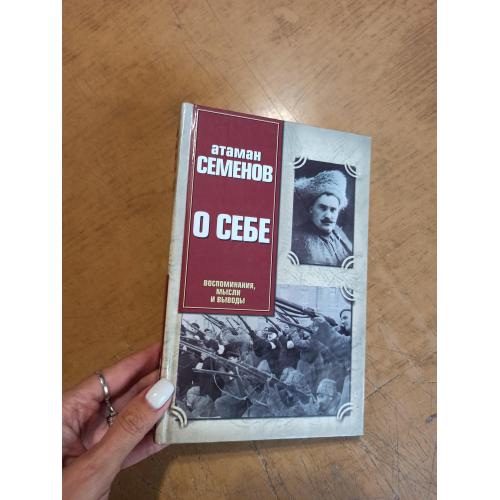 атаман
СЕМЕНОВ
О СЕБЕ
ВОСПОМИНАНИЯ,
МЫСЛИ
И ВЫВОДЫ